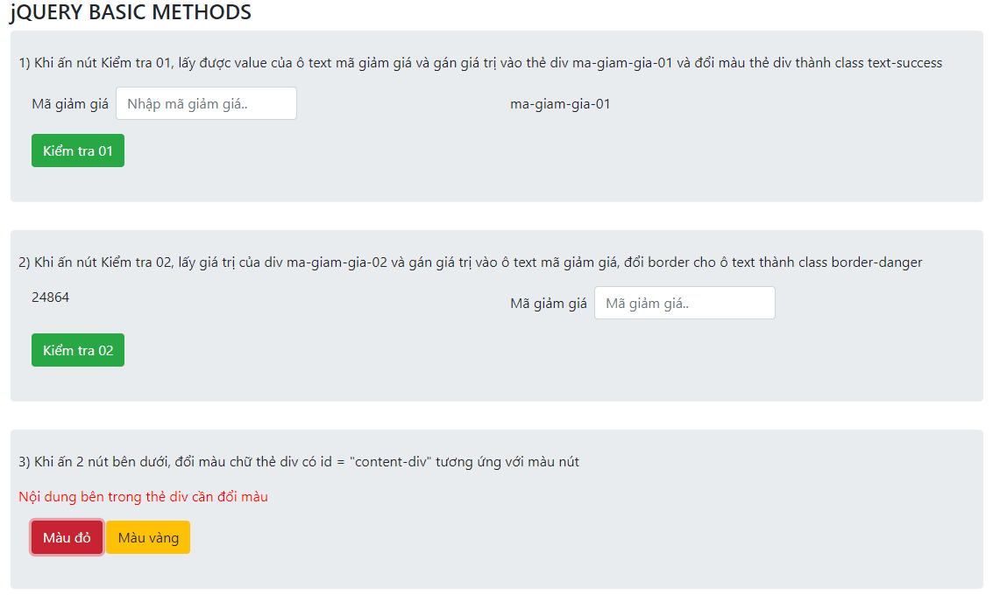 jQUERY BASIC METHODS
1) Khi ấn nút Kiểm tra 01, lấy được value của ô text mã giảm giá và gán giá trị vào thẻ div ma-giam-gia-01 và đổi màu thẻ div thành class text-success
Mã giảm giá Nhập mã giảm giá.. ma-giam-gia-01
Kiểm tra 01
2) Khi ấn nút Kiểm tra 02, lấy giá trị của div ma-giam-gia-02 và gán giá trị vào ô text mã giảm giá, đổi border cho ô text thành class border-danger
24864
Mã giảm giá Mã giảm giá..
Kiểm tra 02
3) Khi ấn 2 nút bên dưới, đổi màu chữ thẻ div có id = "content-div" tương ứng với màu nút
Nội dung bên trong thẻ div cần đổi màu
Màu đỏ Màu vàng